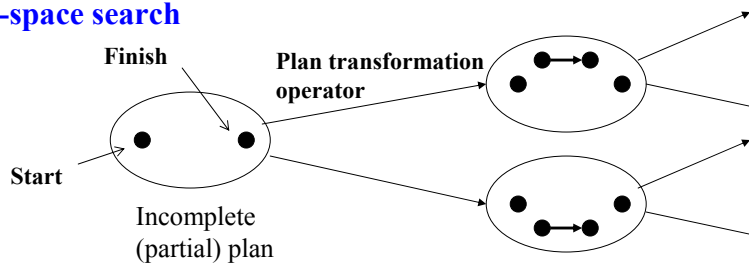 -space search
Finish
Plan transformation
operator
Start
Incomplete
(partial) plan